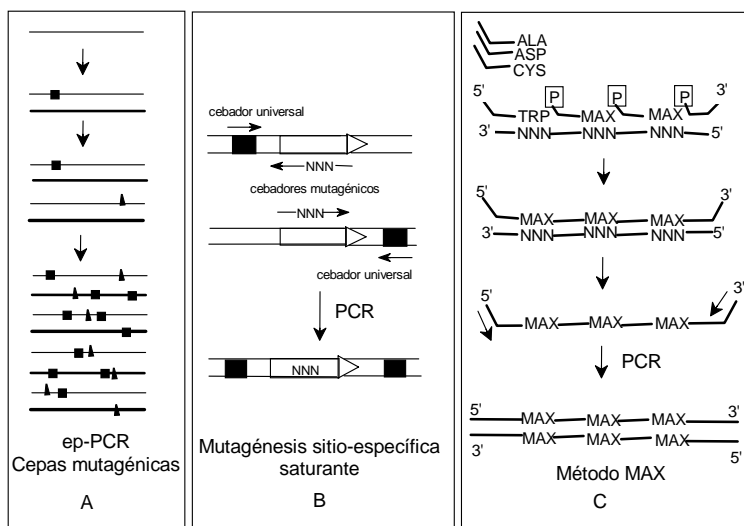 ep-PCR
Cepas mutagénicas
A
cebador universal
NNN
cebadores mutagénicos
NNN
cebador universal
PCR
NNN
Mutagénesis sitio-específica
saturante
B
ALA
ASP
CYS
5' P P P 3'
TRP MAX MAX
3' NNN NNN NNN 5'
5' 3'
MAX MAX MAX
3' NNN NNN NNN 5'
5' 3'
MAX MAX MAX
PCR
5' MAX MAX MAX 3'
3' MAX MAX MAX 5'
Método MAX
C